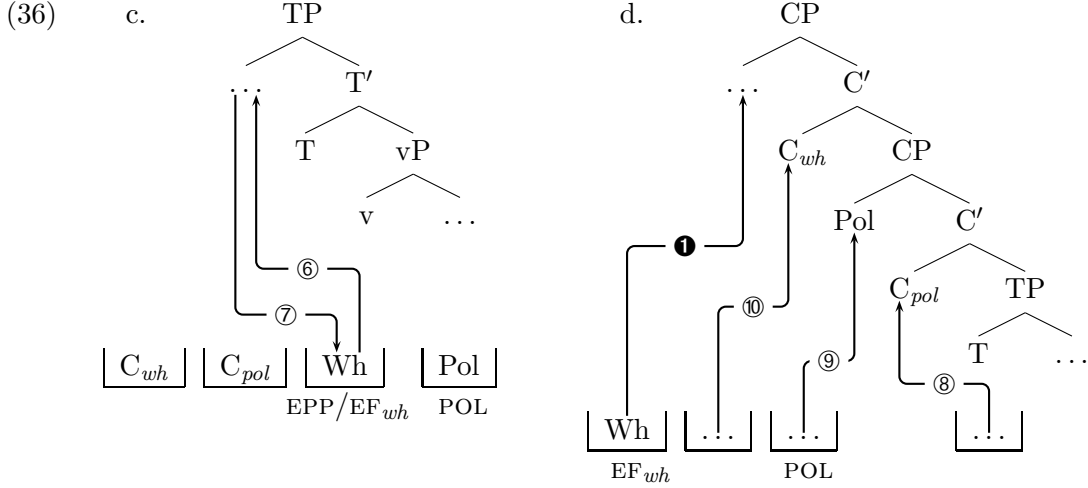 (36) c. TP d. CP
. . . T′ . . . C′
T vP C_wh CP
v . . . Pol C′
❶
⑥ C_pol TP
⑦ ⑩
C_wh C_pol Wh Pol T . . .
⑨
EPP/EF_wh POL ⑧
Wh . . . . . . . . .
EF_wh POL